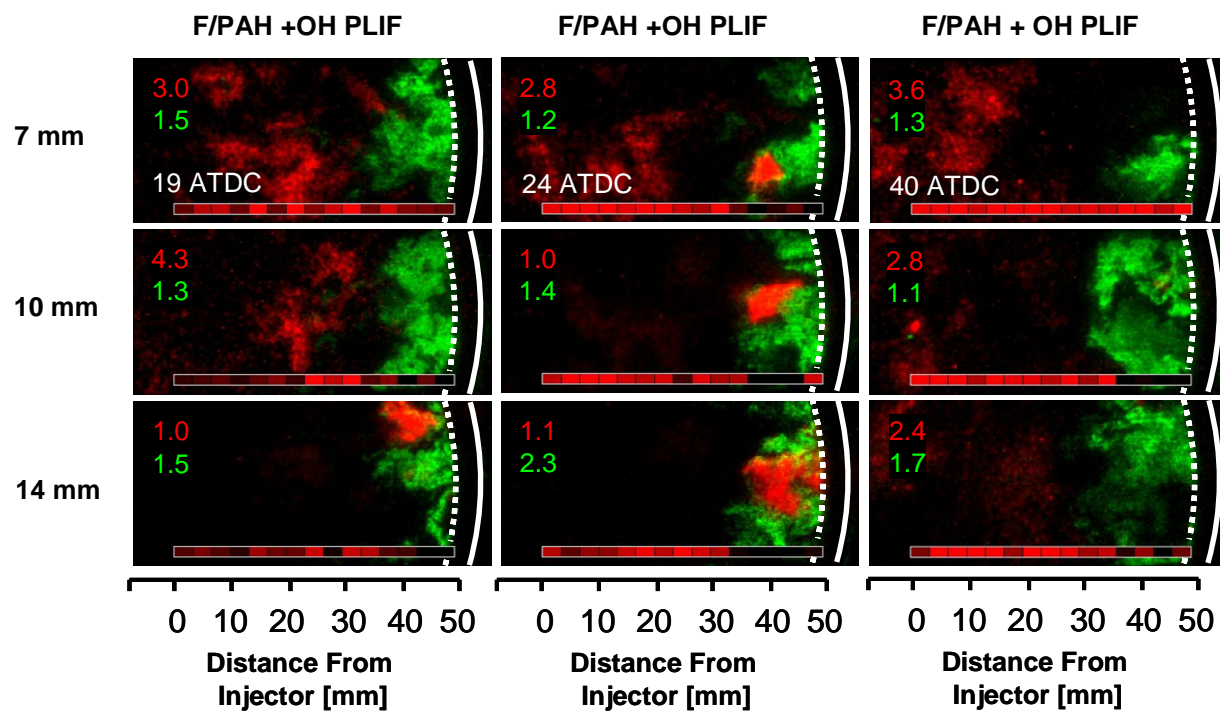 F/PAH +OH PLIF
F/PAH +OH PLIF
F/PAH + OH PLIF
7 mm
3.0
1.5
19 ATDC
2.8
1.2
24 ATDC
3.6
1.3
40 ATDC
10 mm
4.3
1.3
1.0
1.4
2.8
1.1
14 mm
1.0
1.5
1.1
2.3
2.4
1.7
0 10 20 30 40 50
0 10 20 30 40 50
0 10 20 30 40 50
Distance From
Injector [mm]
Distance From
Injector [mm]
Distance From
Injector [mm]